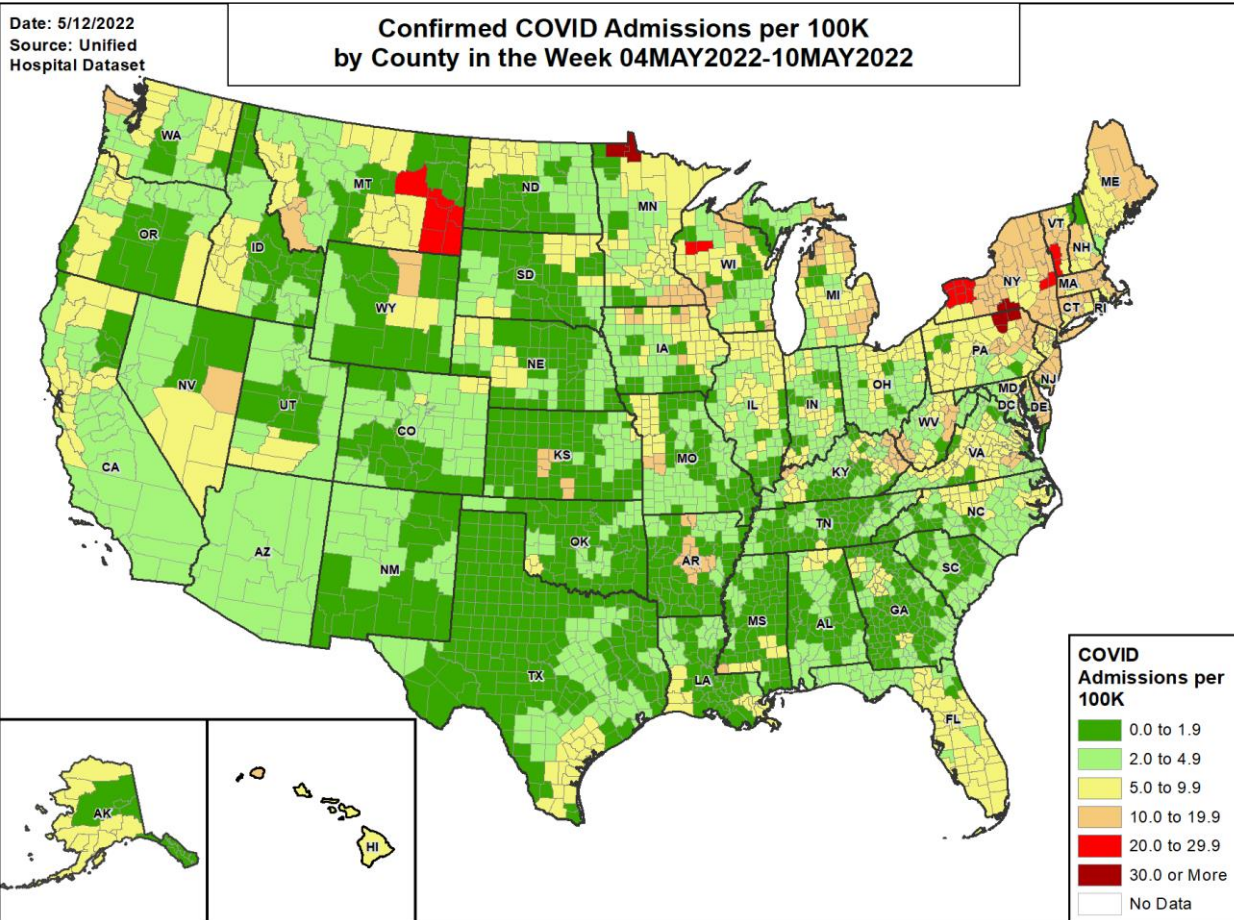 Date: 5/12/2022
Source: Unified
Hospital Dataset
Confirmed COVID Admissions per 100K
by County in the Week 04MAY2022-10MAY2022
WA
MT
ND
MN
ME
OR
ID
SD
WI
MI
VT
NH
NY
MA
CT
RI
WY
IA
NE
PA
NJ
NV
UT
CO
IL
IN
OH
MD
DC
DE
WV
CA
KS
MO
KY
VA
AZ
NM
OK
AR
TN
NC
SC
MS
AL
GA
TX
LA
FL
AK
HI
COVID
Admissions per
100K
0.0 to 1.9
2.0 to 4.9
5.0 to 9.9
10.0 to 19.9
20.0 to 29.9
30.0 or More
No Data